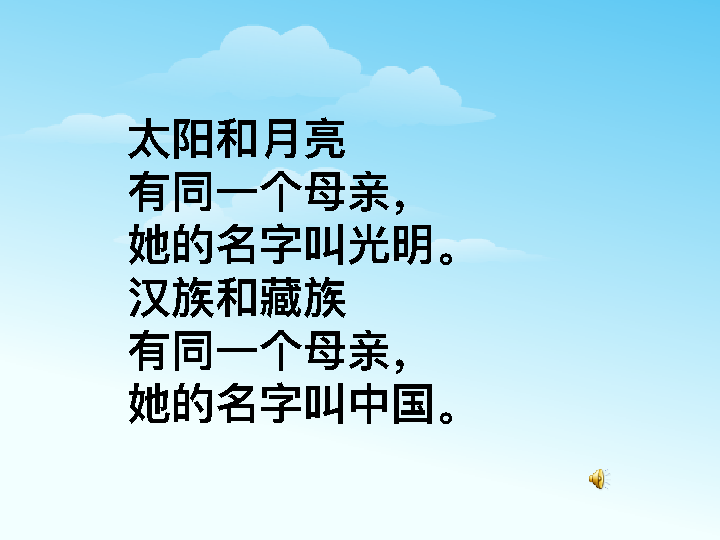 太阳和月亮
有同一个母亲，
她的名字叫光明。
汉族和藏族
有同一个母亲，
她的名字叫中国。